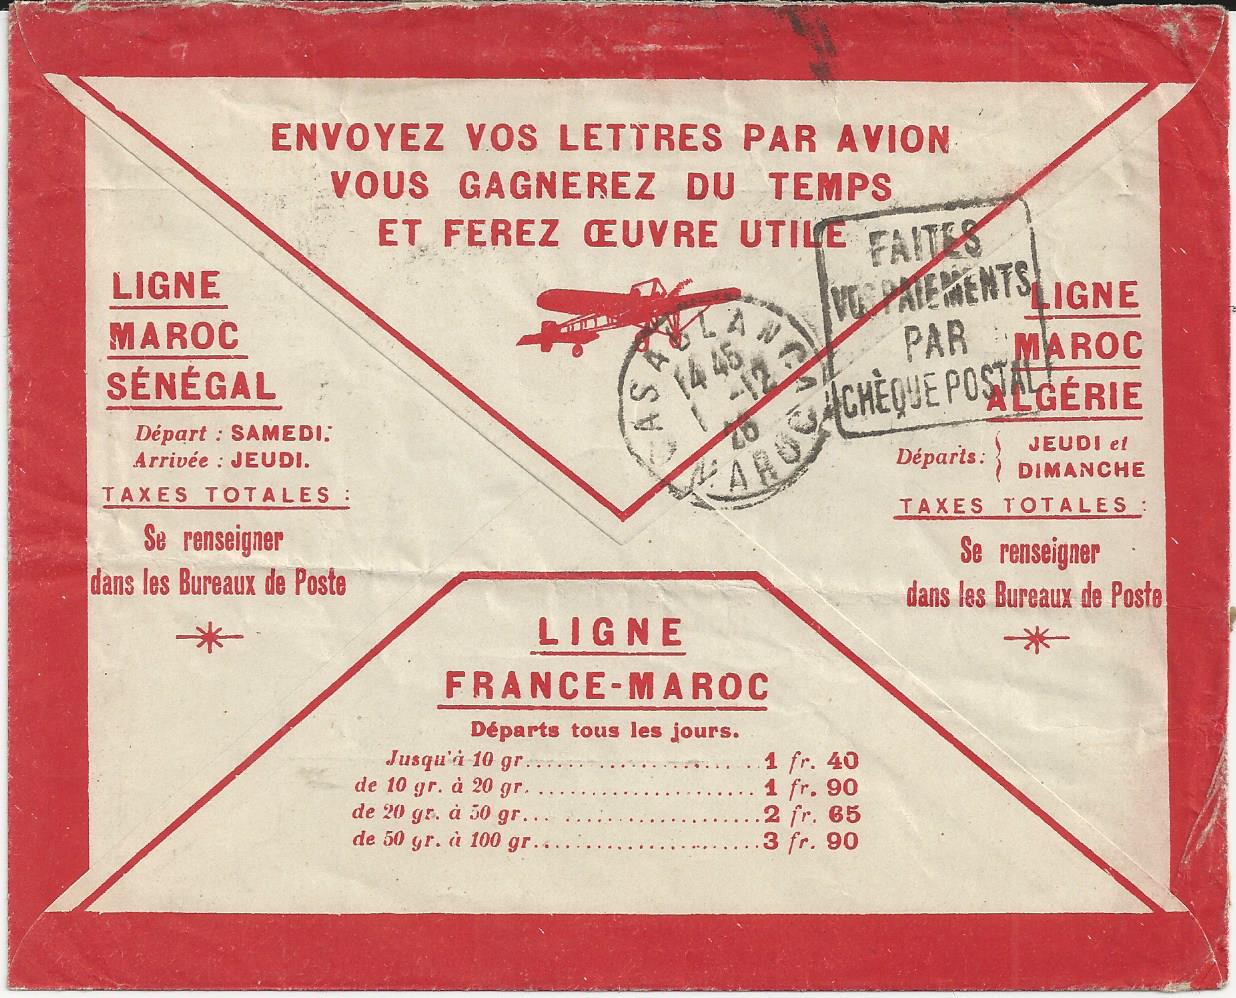 ENVOYEZ VOS LETTRES PAR AVION
VOUS GAGNEREZ DU TEMPS
ET FEREZ ŒUVRE UTILE
LIGNE
MAROC
SÉNÉGAL
Départ : SAMEDI.
Arrivée : JEUDI.
TAXES TOTALES :
Se renseigner
dans les Bureaux de Poste
CASABLANCA
14 45
1 -12
26
MAROC
FAITES
VOS PAIEMENTS
PAR
CHÈQUE POSTAL
LIGNE
MAROC
ALGÉRIE
Départs : JEUDI et
DIMANCHE
TAXES TOTALES :
Se renseigner
dans les Bureaux de Poste
LIGNE
FRANCE-MAROC
Départs tous les jours.
Jusqu'à 10 gr. 1 fr. 40
de 10 gr. à 20 gr. 1 fr. 90
de 20 gr. à 50 gr. 2 fr. 65
de 50 gr. à 100 gr. 3 fr. 90